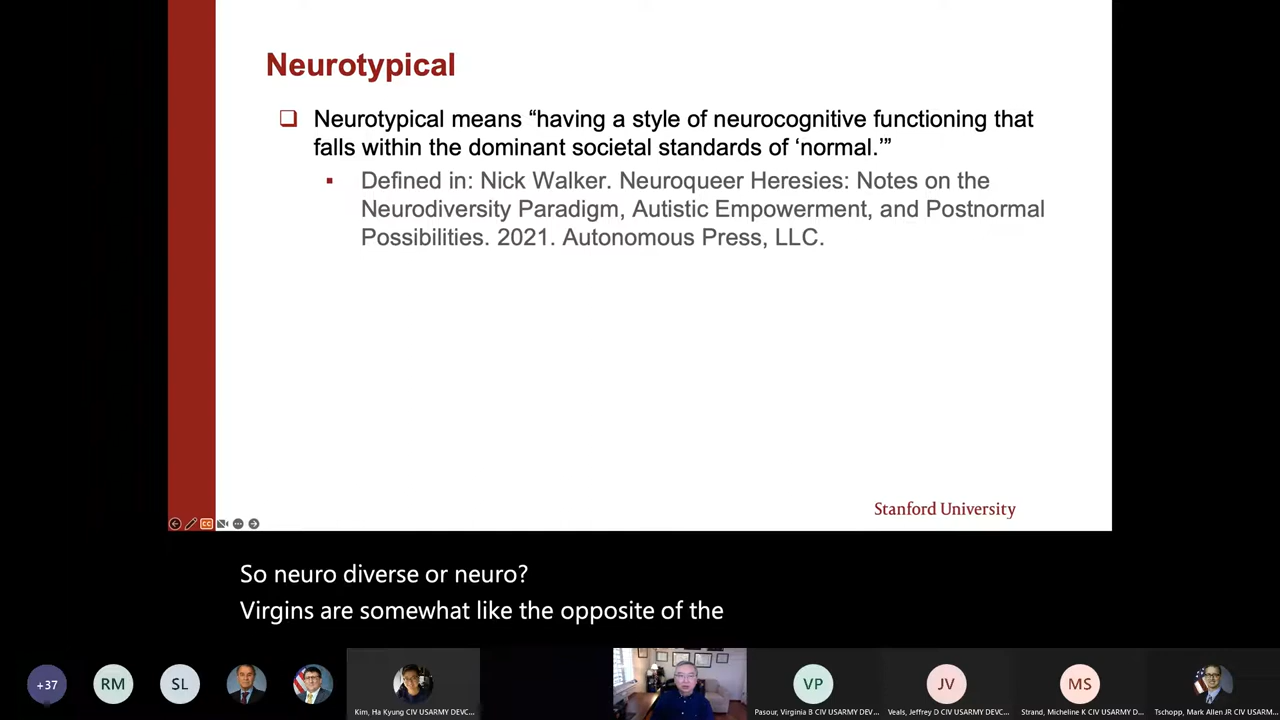 Neurotypical
❑ Neurotypical means “having a style of neurocognitive functioning that
falls within the dominant societal standards of ‘normal.’”
▪ Defined in: Nick Walker. Neuroqueer Heresies: Notes on the
Neurodiversity Paradigm, Autistic Empowerment, and Postnormal
Possibilities. 2021. Autonomous Press, LLC.
Stanford University
CC
So neuro diverse or neuro?
Virgins are somewhat like the opposite of the
+37
RM
SL
VP
JV
MS
Kim, Ha Kyung CIV USARMY DEVC...
Pasour, Virginia B CIV USARMY DEV...
Veals, Jeffrey D CIV USARMY DEVC...
Strand, Micheline K CIV USARMY D...
Tschopp, Mark Allen JR CIV USARM...